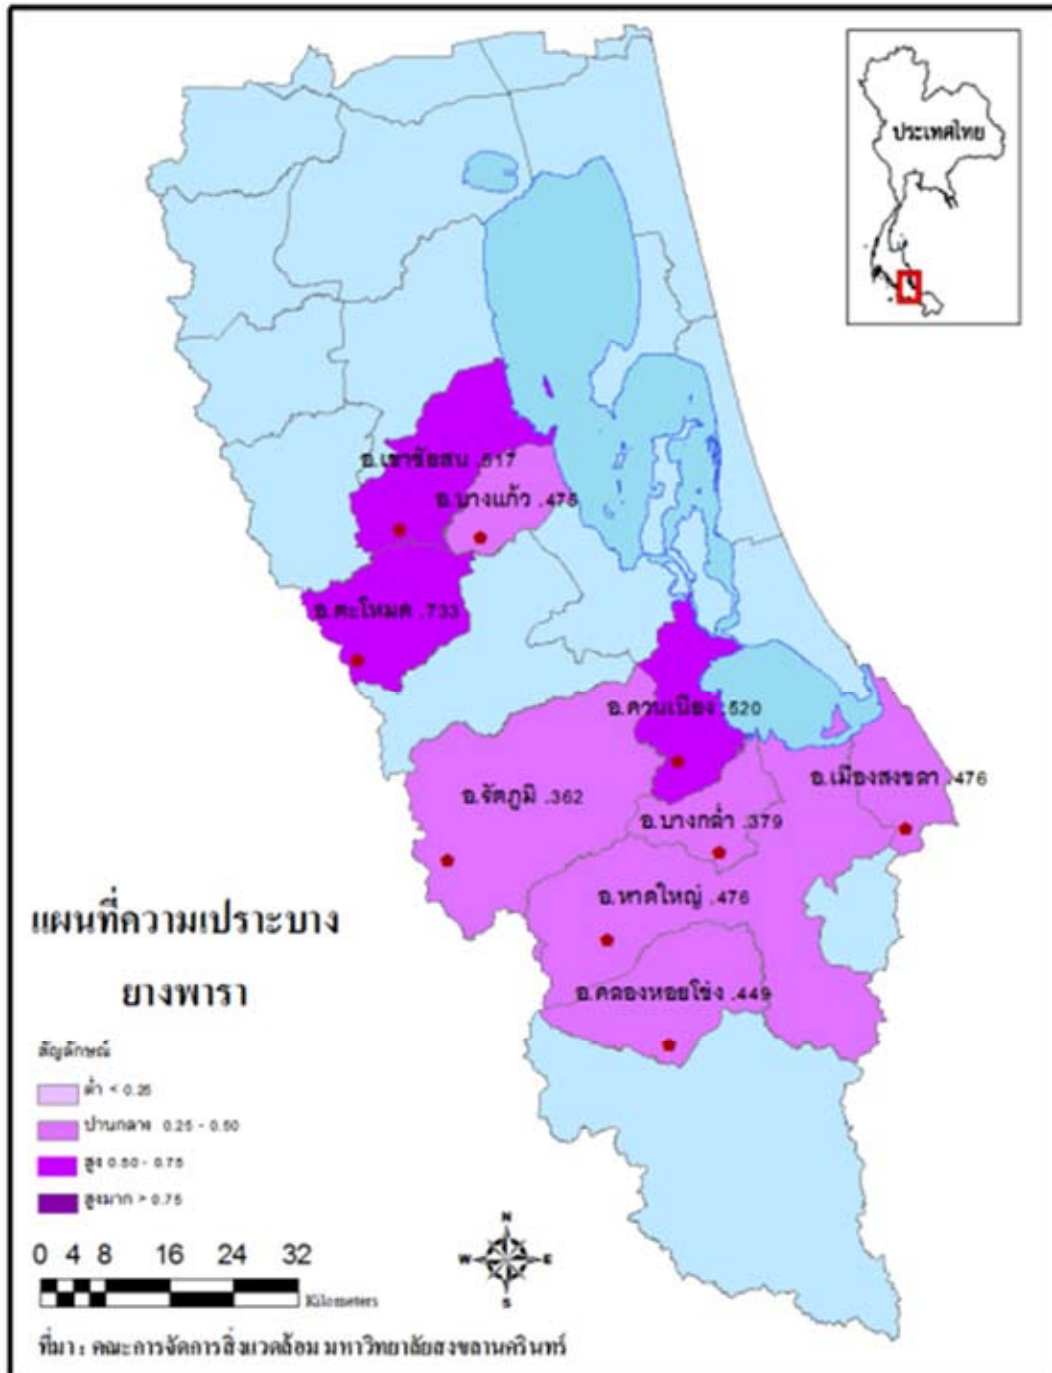 ประเทศไทย
อ.เขาชัยสน .517
อ.บางแก้ว .475
อ.ตะโหมด .733
อ.ควนเนียง .520
อ.เมืองสงขลา .476
อ.รัตภูมิ .362
อ.บางกล่ำ .379
อ.หาดใหญ่ .476
อ.คลองหอยโข่ง .449
แผนที่ความเปราะบาง
ยางพารา
สัญลักษณ์
ต่ำ < 0.25
ปานกลาง 0.25 - 0.50
สูง 0.50 - 0.75
สูงมาก > 0.75
N
W E
S
0 4 8 16 24 32
Kilometers
ที่มา : คณะการจัดการสิ่งแวดล้อม มหาวิทยาลัยสงขลานครินทร์